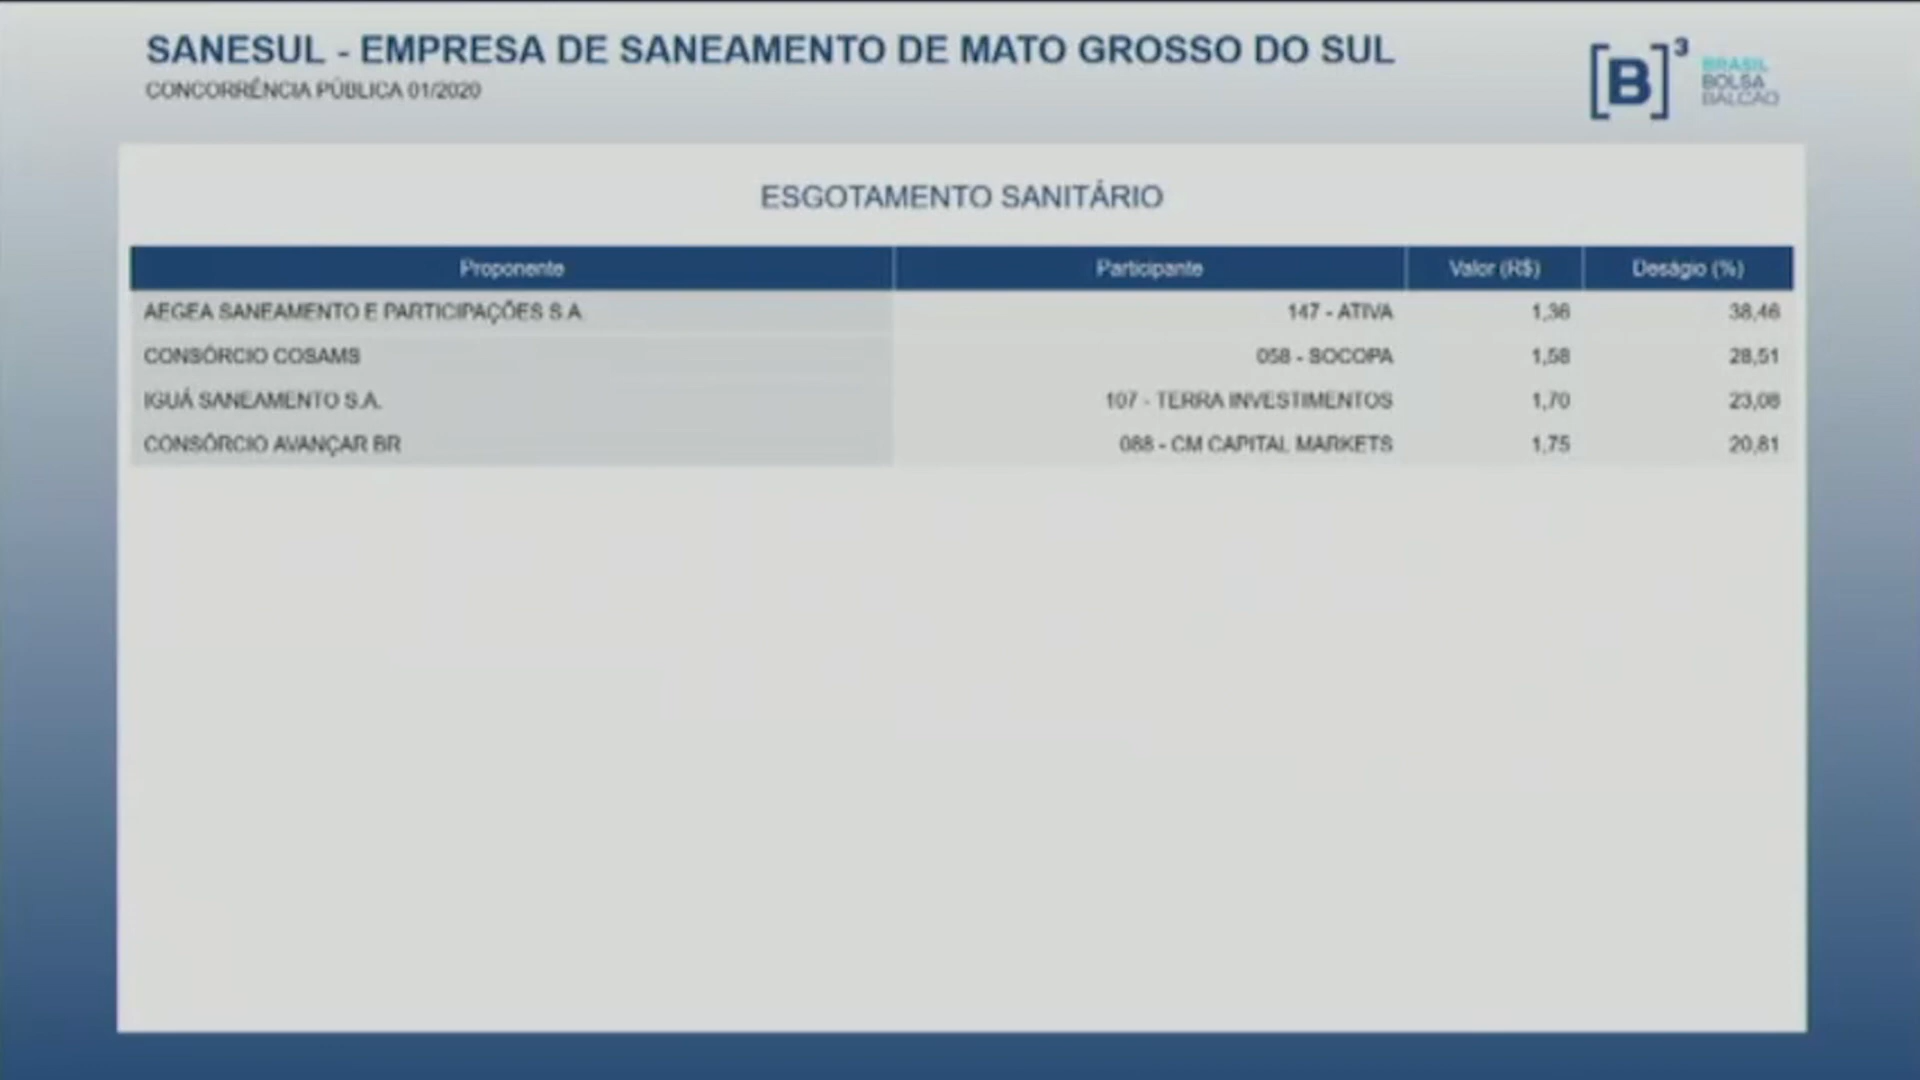 SANESUL - EMPRESA DE SANEAMENTO DE MATO GROSSO DO SUL
CONCORRÊNCIA PÚBLICA 01/2020
[B]³ BRASIL
BOLSA
BALCÃO
ESGOTAMENTO SANITÁRIO
Proponente Participante Valor (R$) Deságio (%)
AEGEA SANEAMENTO E PARTICIPAÇÕES S.A. 147 - ATIVA 1,36 38,46
CONSÓRCIO COSAMS 058 - SOCOPA 1,58 28,51
IGUÁ SANEAMENTO S.A. 107 - TERRA INVESTIMENTOS 1,70 23,08
CONSÓRCIO AVANÇAR BR 088 - CM CAPITAL MARKETS 1,75 20,81